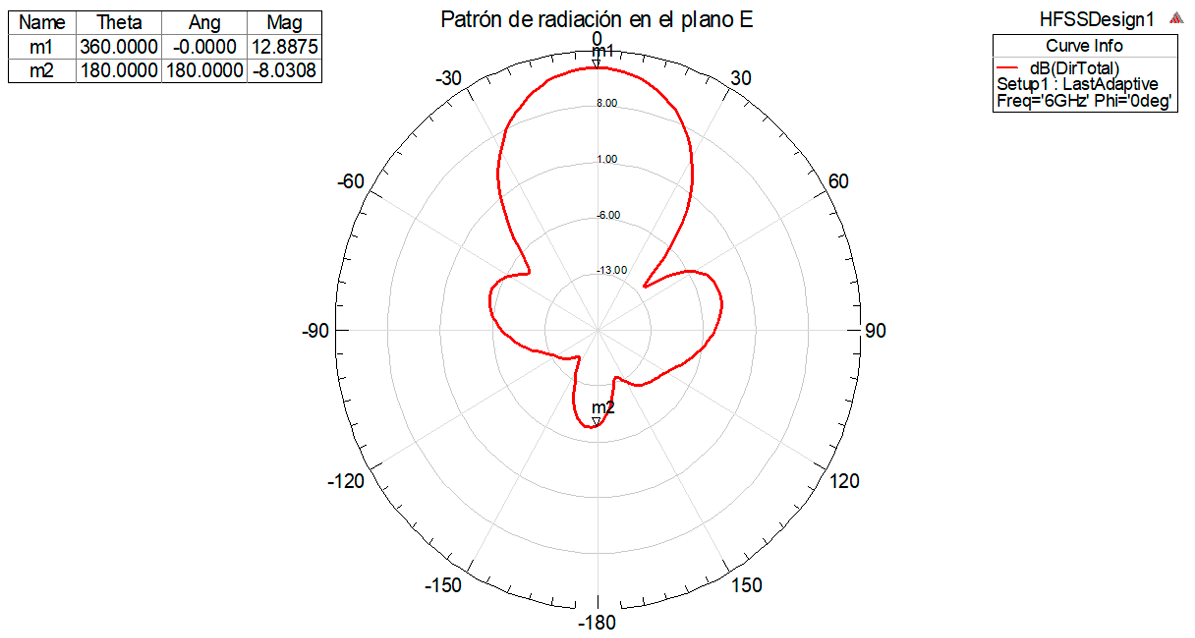 Patrón de radiación en el plano E
HFSSDesign1
Name Theta Ang Mag
m1 360.0000 -0.0000 12.8875
m2 180.0000 180.0000 -8.0308
Curve Info
dB(DirTotal)
Setup1 : LastAdaptive
Freq='6GHz' Phi='0deg'
0
m1
-30
30
8.00
1.00
-60
60
-6.00
-13.00
-90
90
m2
-120
120
-150
150
-180